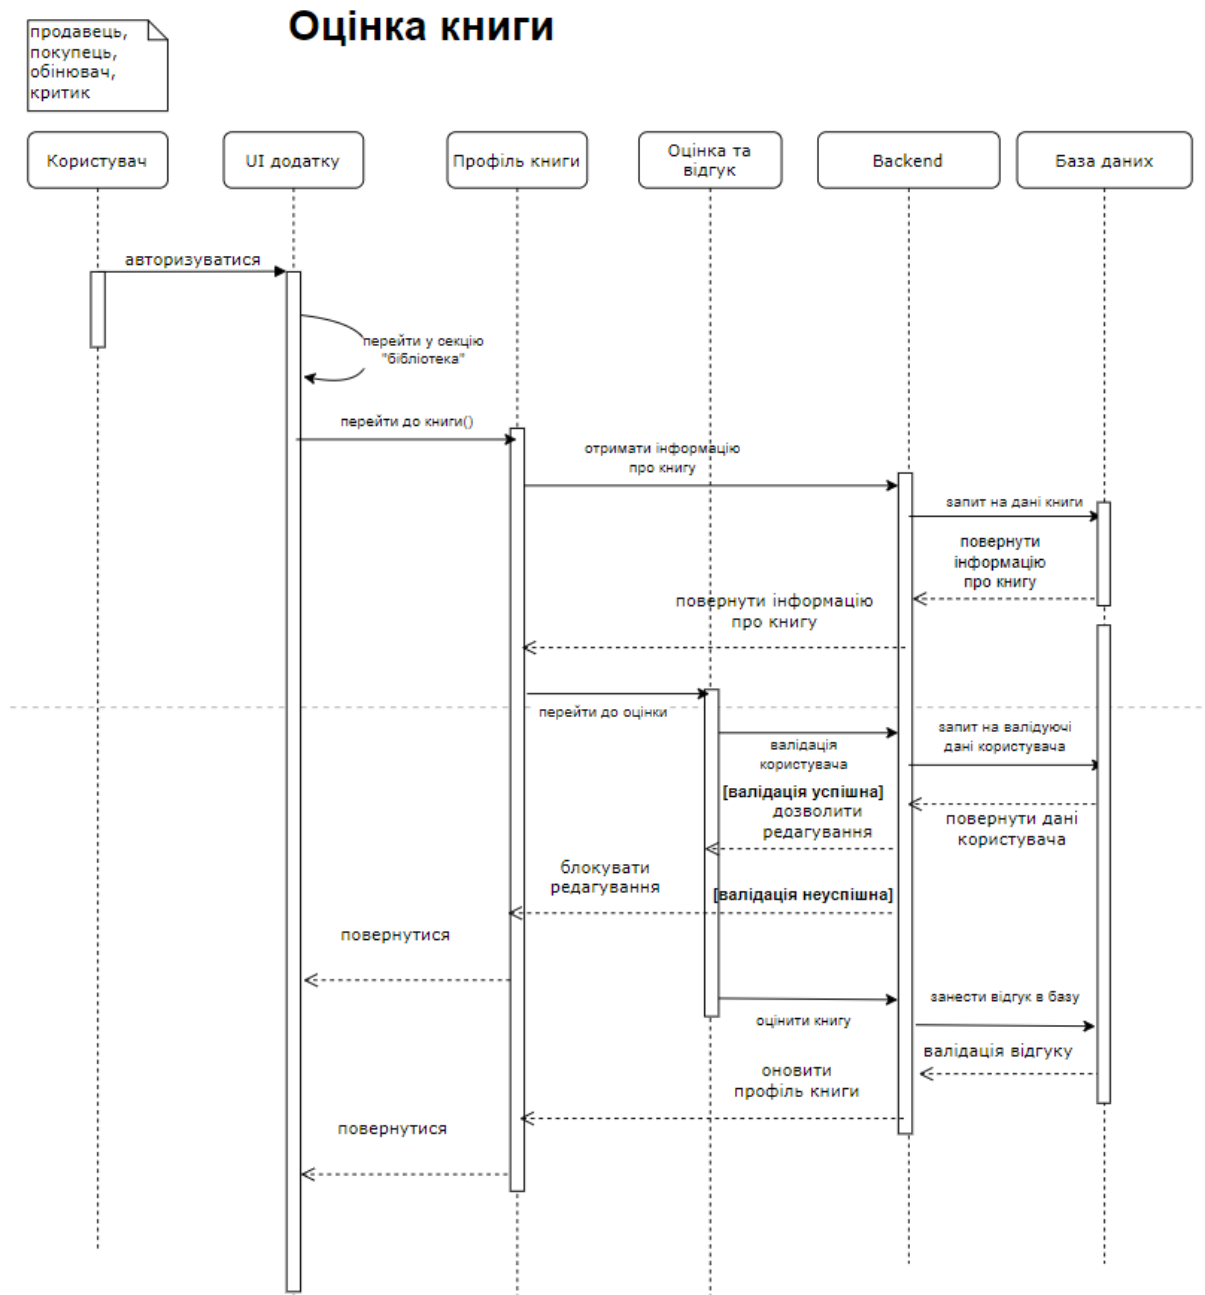 Оцінка книги
продавець,
покупець,
обінювач,
критик
Користувач
UI додатку
Профіль книги
Оцінка та
відгук
Backend
База даних
авторизуватися
перейти у секцію
"бібліотека"
перейти до книги()
отримати інформацію
про книгу
запит на дані книги
повернути
інформацію
про книгу
повернути інформацію
про книгу
перейти до оцінки
валідація
користувача
запит на валідуючі
дані користувача
[валідація успішна]
дозволити
редагування
повернути дані
користувача
блокувати
редагування
[валідація неуспішна]
повернутися
оцінити книгу
занести відгук в базу
валідація відгуку
оновити
профіль книги
повернутися